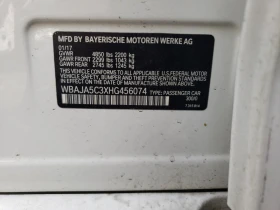 MFD BY BAYERISCHE MOTOREN WERKE AG
01/17
GVWR 4850 lbs 2200 kg
GAWR FRONT 2299 lbs 1043 kg
GAWR REAR 2745 lbs 1245 kg
THIS VEHICLE CONFORMS TO ALL APPLICABLE
FEDERAL MOTOR VEHICLE SAFETY, BUMPER,
AND THEFT PREVENTION STANDARDS
IN EFFECT ON THE DATE OF
MANUFACTURE SHOWN ABOVE.
WBAJA5C3XHG456074 TYPE: PASSENGER CAR